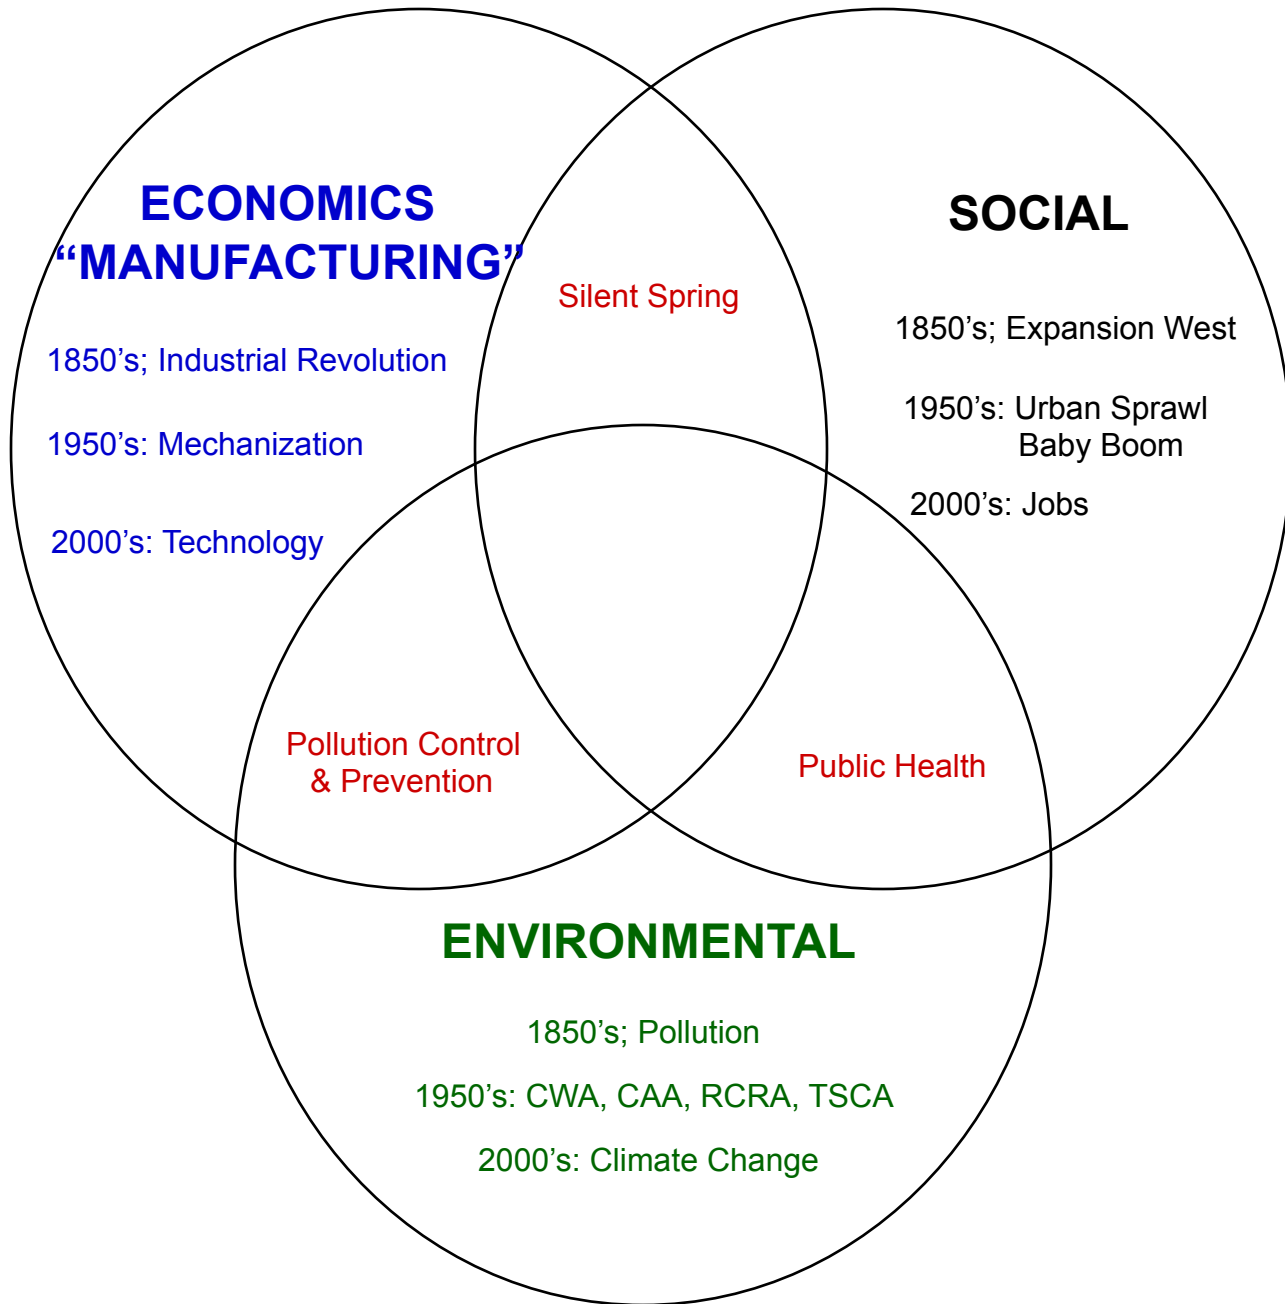 ECONOMICS
“MANUFACTURING”
1850’s; Industrial Revolution
1950’s: Mechanization
2000’s: Technology
Silent Spring
SOCIAL
1850’s; Expansion West
1950’s: Urban Sprawl
Baby Boom
2000’s: Jobs
Pollution Control
& Prevention
Public Health
ENVIRONMENTAL
1850’s; Pollution
1950’s: CWA, CAA, RCRA, TSCA
2000’s: Climate Change